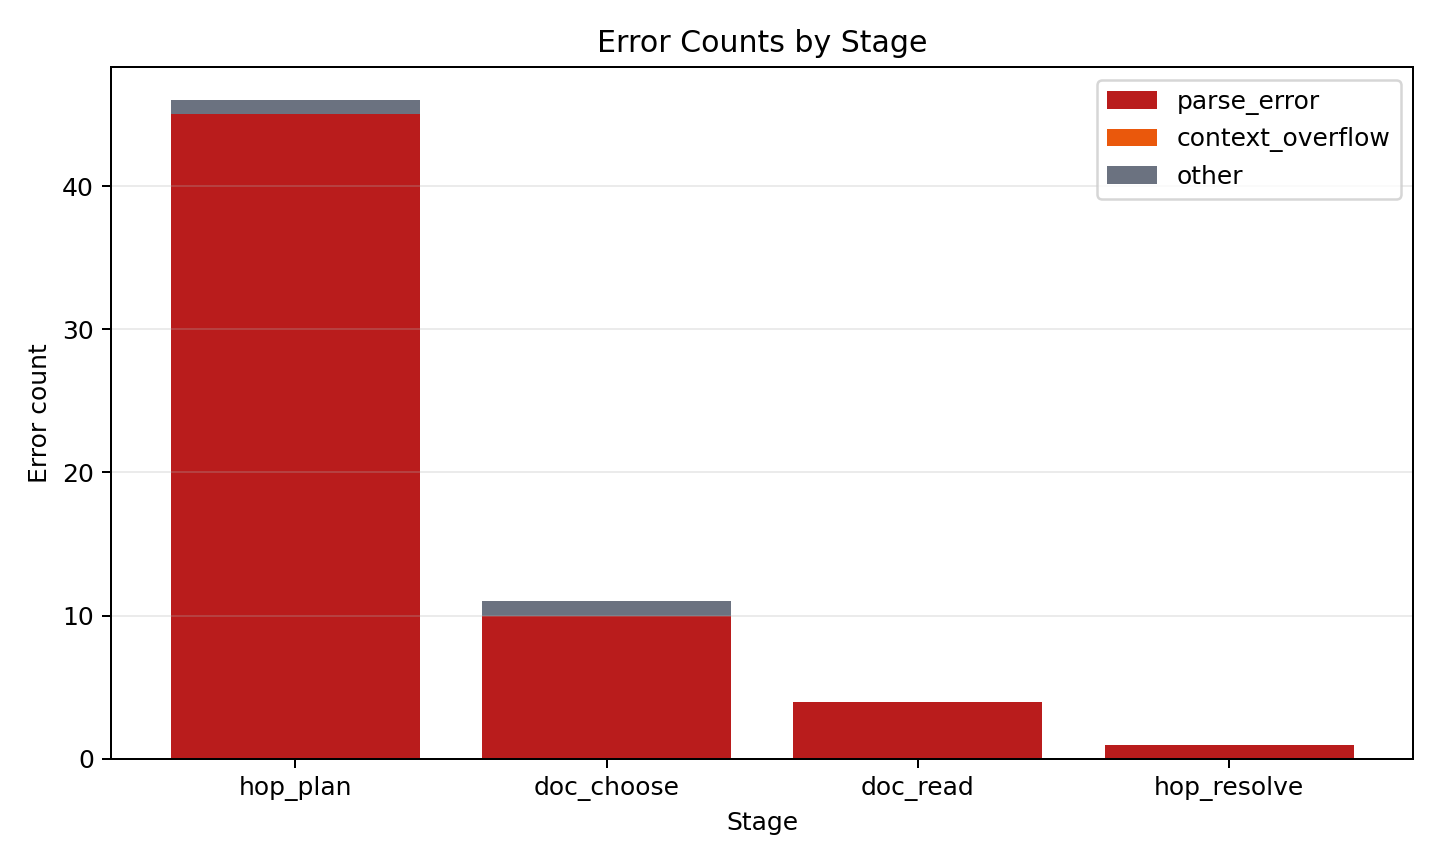 Error Counts by Stage
parse_error
context_overflow
other
40
30
20
10
0
Error count
hop_plan
doc_choose
doc_read
hop_resolve
Stage